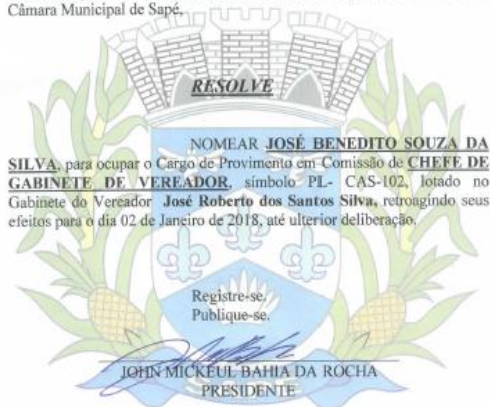 Câmara Municipal de Sapé,
RESOLVE
NOMEAR JOSÉ BENEDITO SOUZA DA
SILVA, para ocupar o Cargo de Provimento em Comissão de CHEFE DE
GABINETE DE VEREADOR, símbolo PL- CAS-102, lotado no
Gabinete do Vereador José Roberto dos Santos Silva, retroagindo seus
efeitos para o dia 02 de Janeiro de 2018, até ulterior deliberação.
Registre-se.
Publique-se.
JOHN MICKEUL BAHIA DA ROCHA
PRESIDENTE